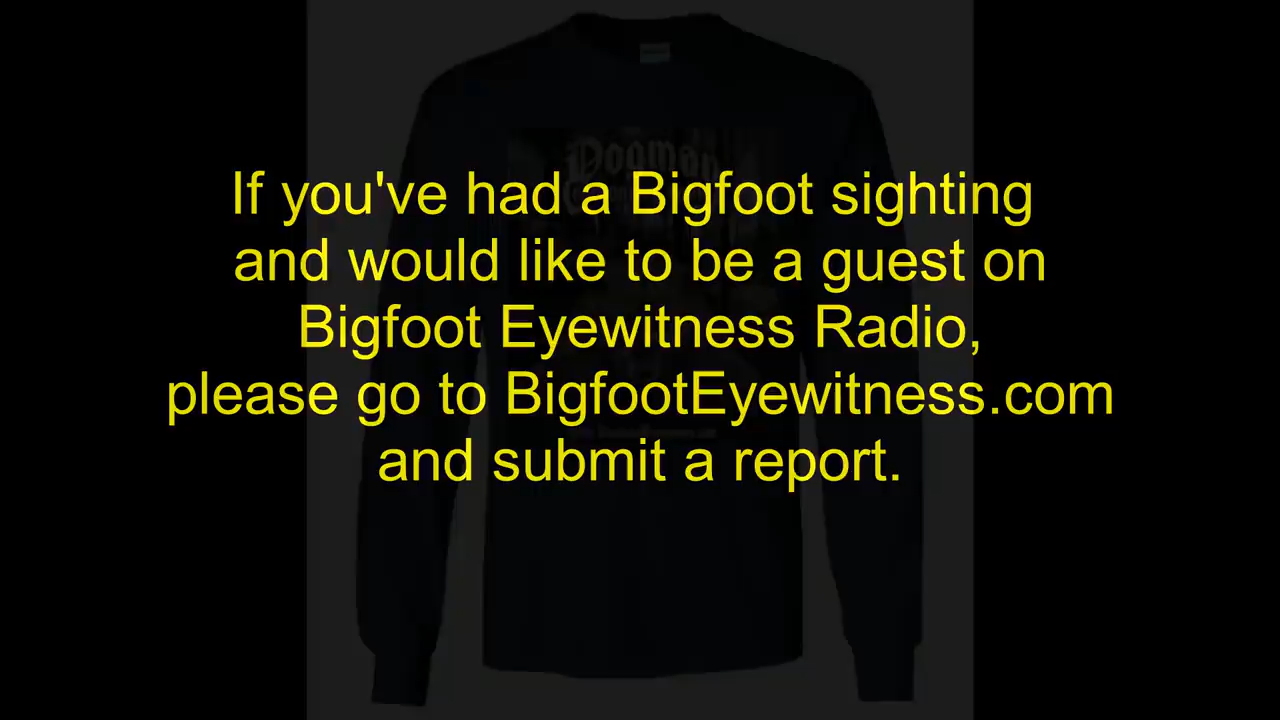 Dogman
If you've had a Bigfoot sighting
and would like to be a guest on
Bigfoot Eyewitness Radio,
please go to BigfootEyewitness.com
and submit a report.